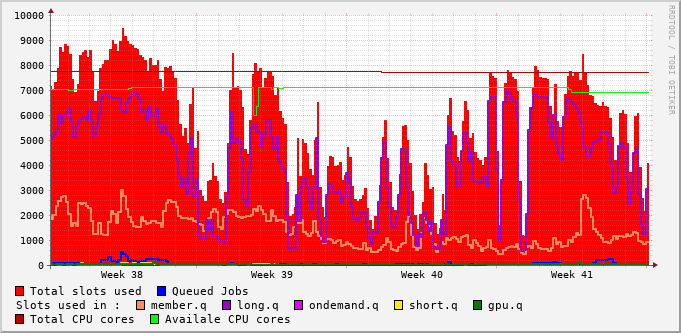 10000
9000
8000
7000
6000
5000
4000
3000
2000
1000
0
Week 38 Week 39 Week 40 Week 41
RRDTOOL / TOBI OETIKER
Total slots used Queued Jobs
Slots used in : member.q long.q ondemand.q short.q gpu.q
Total CPU cores Availale CPU cores